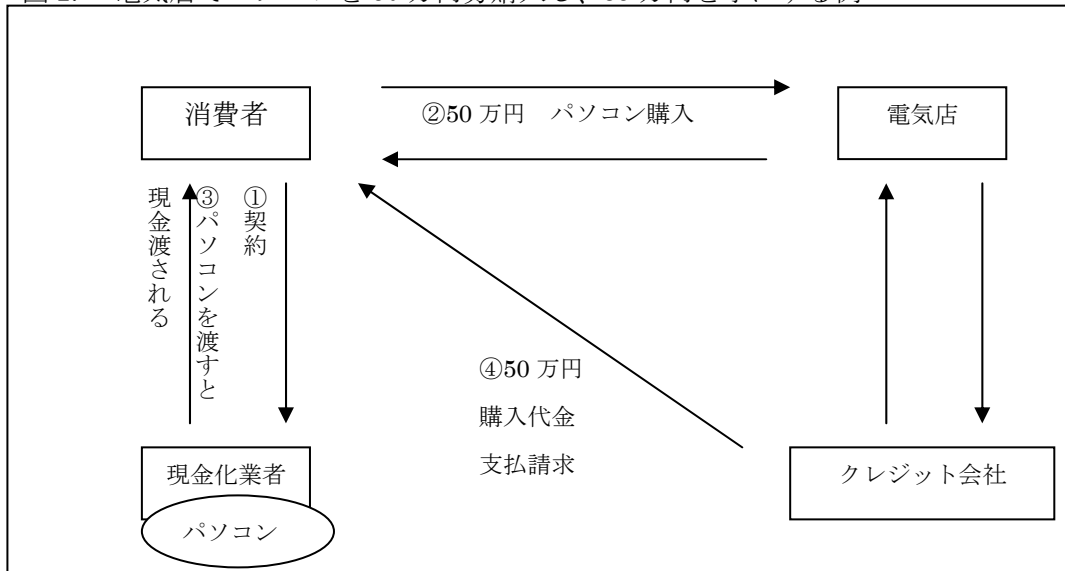 消費者
②50 万円　パソコン購入
電気店
①契約
③パソコンを渡すと
現金渡される
④50 万円
購入代金
支払請求
現金化業者
パソコン
クレジット会社